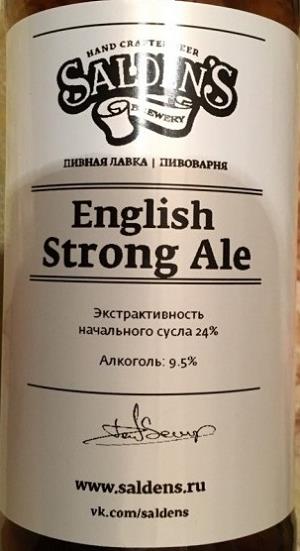 HAND CRAFTED BEER
SALDEN'S
BREWERY
ПИВНАЯ ЛАВКА | ПИВОВАРНЯ
English
Strong Ale
Экстрактивность
начального сусла 24%
Алкоголь: 9.5%
www.saldens.ru
vk.com/saldens